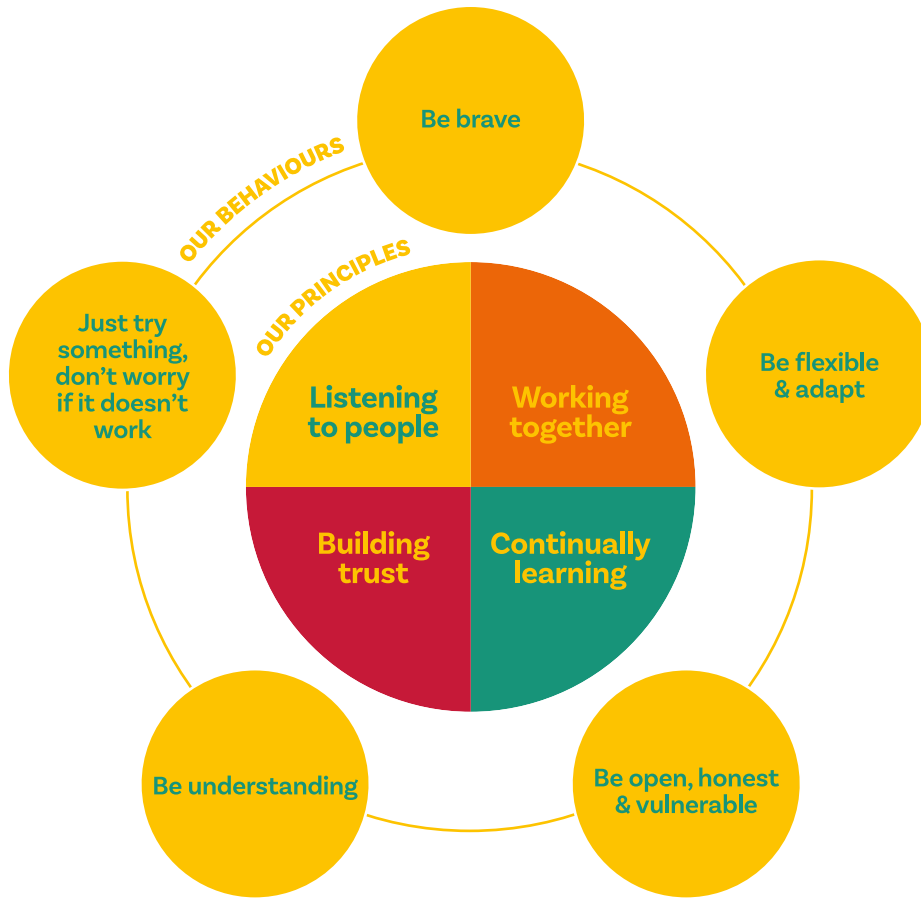 Be brave
OUR BEHAVIOURS
OUR PRINCIPLES
Just try
something,
don’t worry
if it doesn’t
work
Be flexible
& adapt
Listening
to people
Working
together
Building
trust
Continually
learning
Be understanding
Be open, honest
& vulnerable